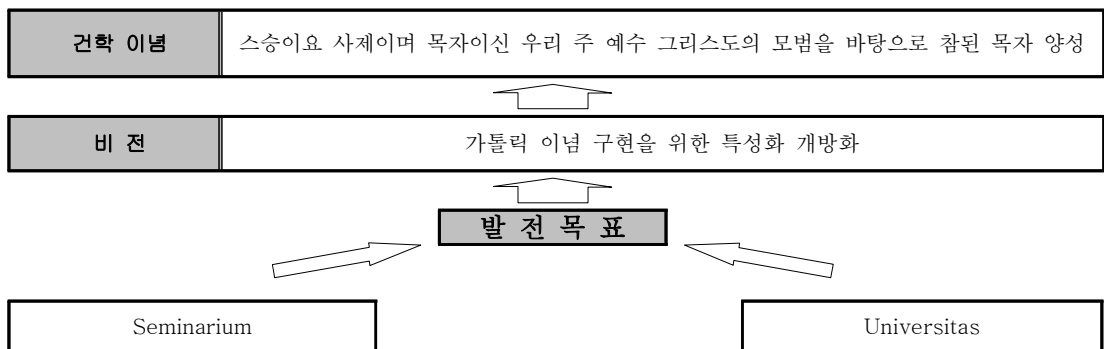 건학 이념 스승이요 사제이며 목자이신 우리 주 예수 그리스도의 모범을 바탕으로 참된 목자 양성
비 전 가톨릭 이념 구현을 위한 특성화 개방화
발 전 목 표
Seminarium Universitas